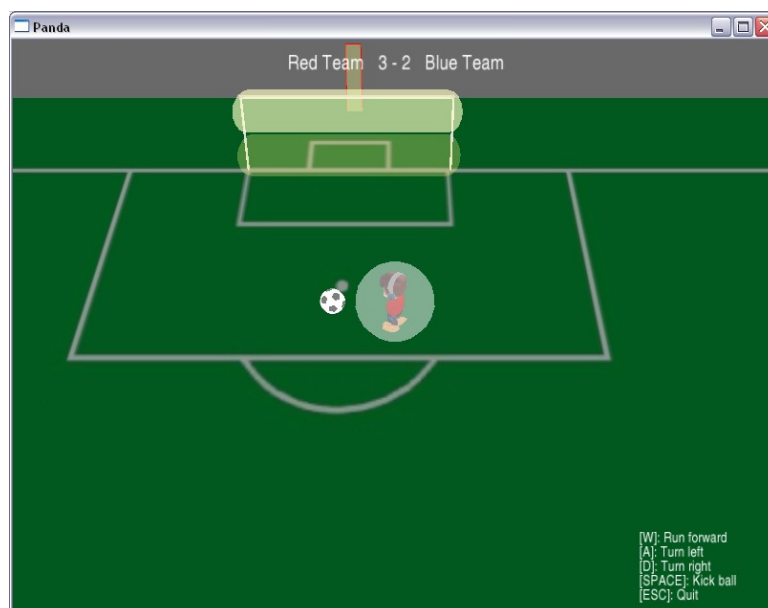 Panda
Red Team 3 - 2 Blue Team
[W]: Run forward
[A]: Turn left
[D]: Turn right
[SPACE]: Kick ball
[ESC]: Quit